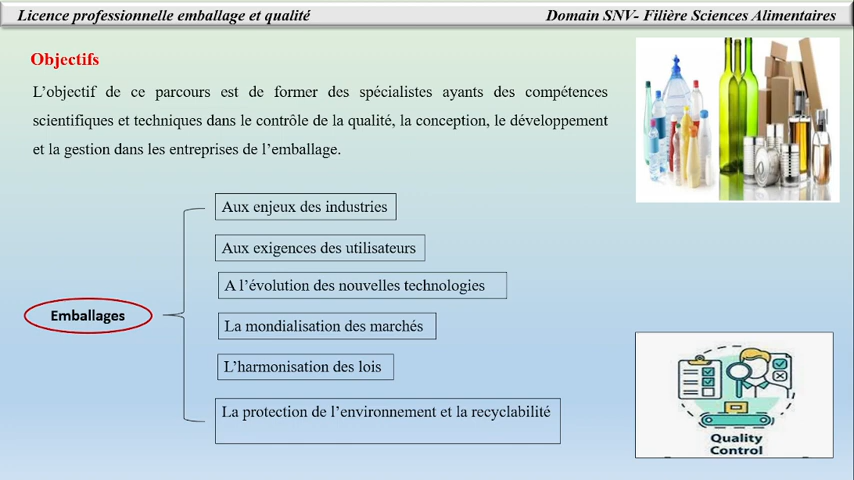 Licence professionnelle emballage et qualité
Domain SNV- Filière Sciences Alimentaires
Objectifs
L’objectif de ce parcours est de former des spécialistes ayants des compétences
scientifiques et techniques dans le contrôle de la qualité, la conception, le développement
et la gestion dans les entreprises de l’emballage.
Emballages
Aux enjeux des industries
Aux exigences des utilisateurs
A l’évolution des nouvelles technologies
La mondialisation des marchés
L’harmonisation des lois
La protection de l’environnement et la recyclabilité
Quality
Control